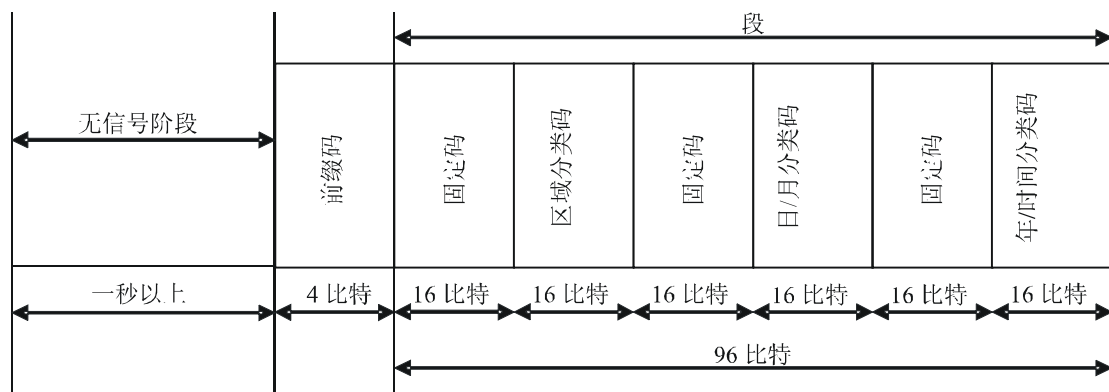 段
无信号阶段
前缀码
固定码
区域分类码
固定码
日/月分类码
固定码
年/时间分类码
一秒以上
4 比特
16 比特
16 比特
16 比特
16 比特
16 比特
16 比特
96 比特